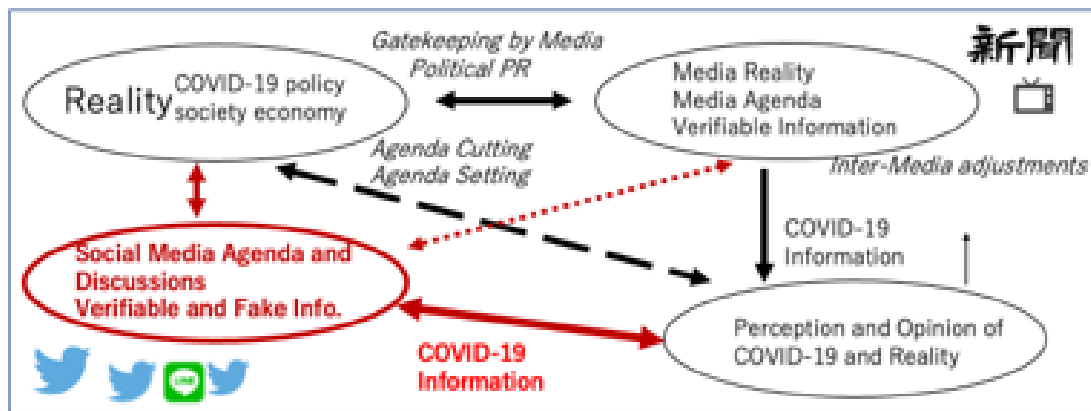 Gatekeeping by Media
Political PR
新聞
Reality
COVID-19 policy
society economy
Media Reality
Media Agenda
Verifiable Information
Agenda Cutting
Agenda Setting
Inter-Media adjustments
COVID-19
Information
Social Media Agenda and
Discussions
Verifiable and Fake Info.
Perception and Opinion of
COVID-19 and Reality
COVID-19
Information
LINE